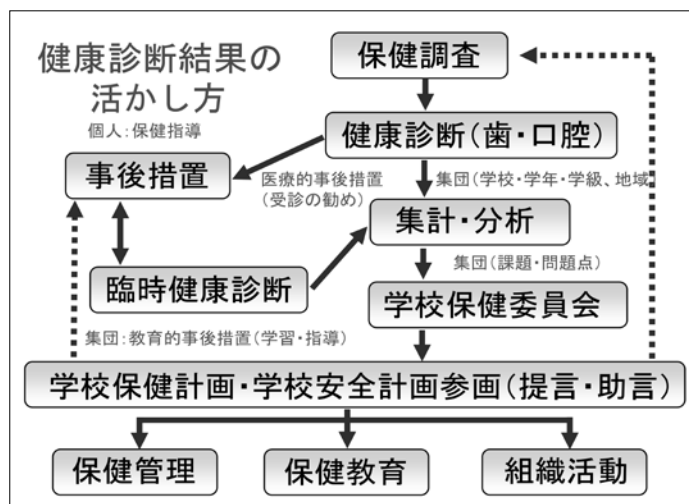 健康診断結果の
活かし方
保健調査
個人：保健指導
健康診断（歯・口腔）
事後措置
医療的事後措置
（受診の勧め）
集団（学校・学年・学級、地域
集計・分析
臨時健康診断
集団（課題・問題点）
学校保健委員会
集団：教育的事後措置（学習・指導）
学校保健計画・学校安全計画参画（提言・助言）
保健管理
保健教育
組織活動